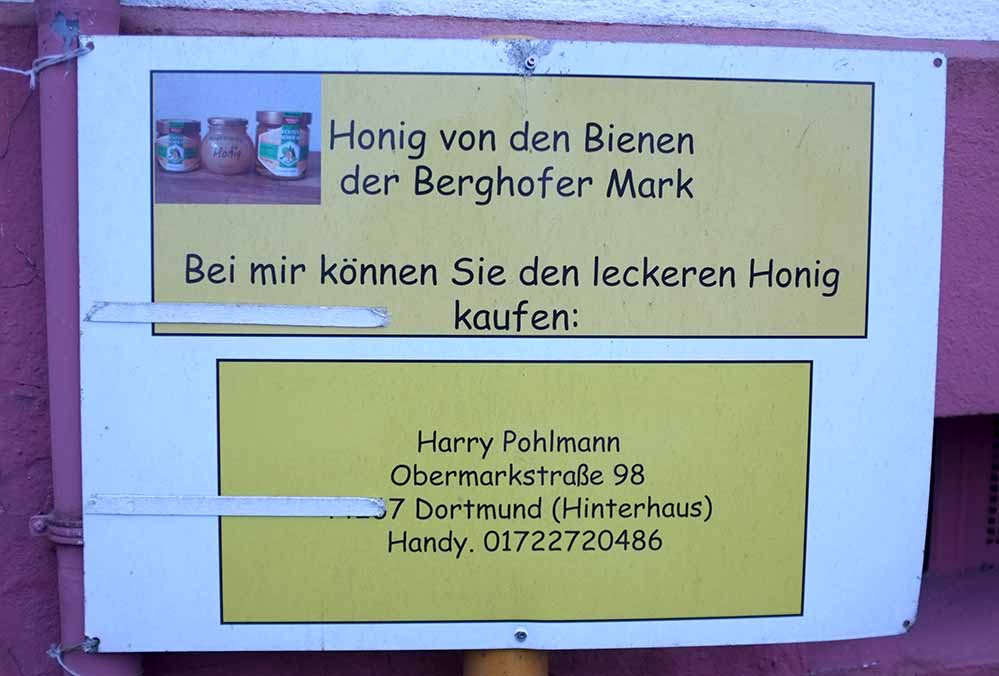 Honig von den Bienen
der Berghofer Mark
Honig
Bei mir können Sie den leckeren Honig
kaufen:
Harry Pohlmann
Obermarkstraße 98
Dortmund (Hinterhaus)
Handy. 01722720486